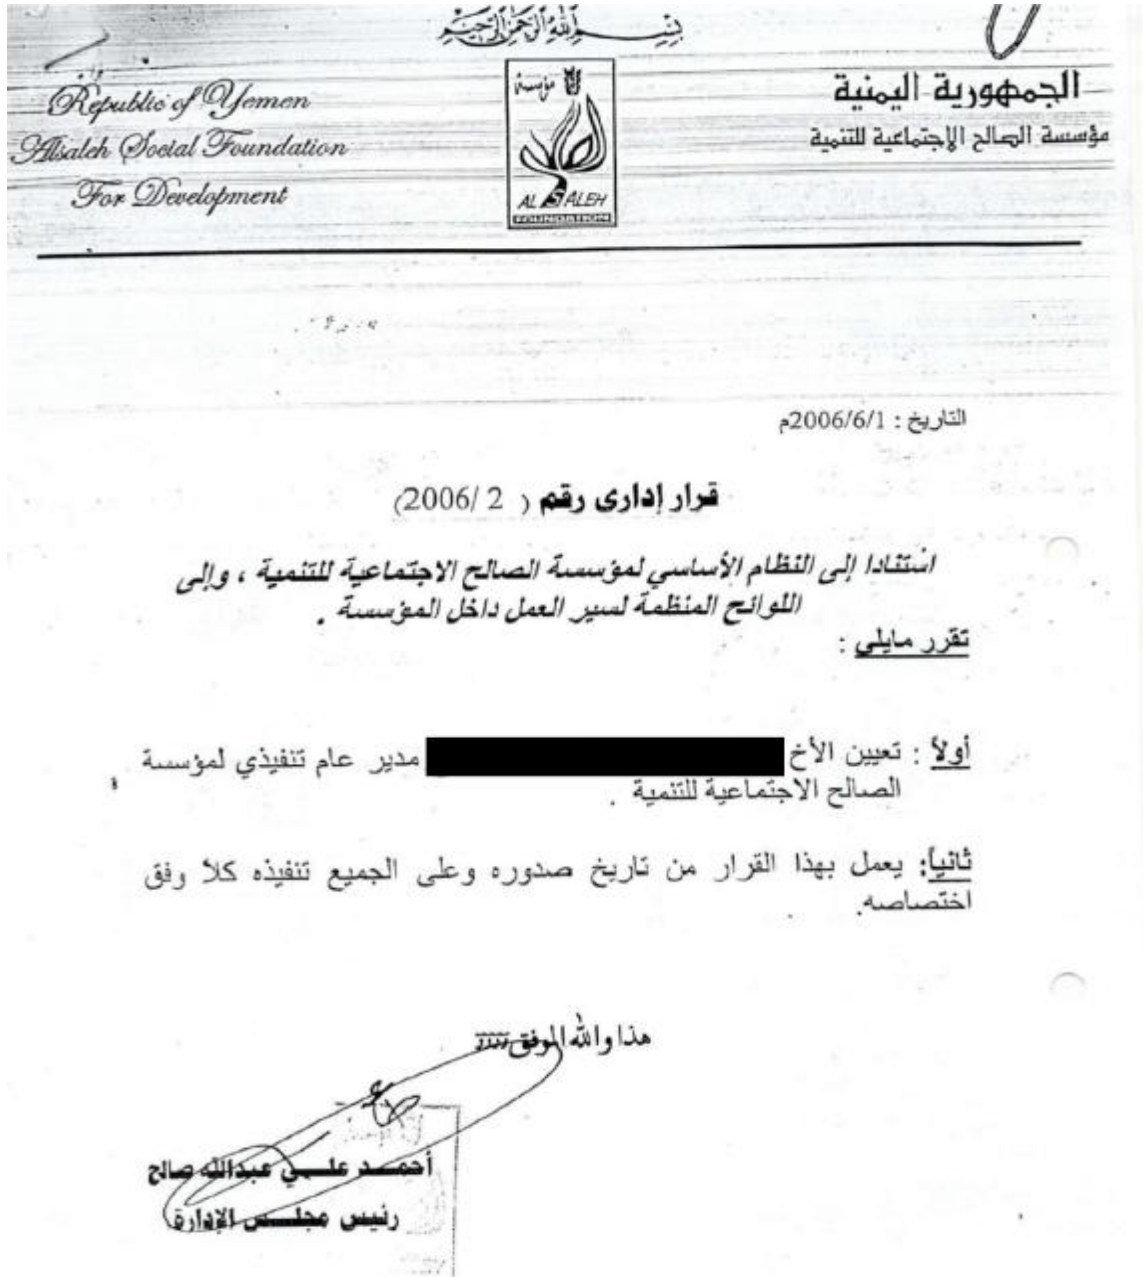 بسم الله الرحمن الرحيم
Republic of Yemen
Alsaleh Social Foundation
For Development
مؤسسة
AL SALEH
FOUNDATION
الجمهورية اليمنية
مؤسسة الصالح الإجتماعية للتنمية
التاريخ : 2006/6/1م
قرار إدارى رقم ( 2 /2006)
استنادا إلى النظام الأساسي لمؤسسة الصالح الاجتماعية للتنمية ، وإلى
اللوائح المنظمة لسير العمل داخل المؤسسة .
تقرر مايلي :
أولاً : تعيين الأخ مدير عام تنفيذي لمؤسسة
الصالح الاجتماعية للتنمية .
ثانياً: يعمل بهذا القرار من تاريخ صدوره وعلى الجميع تنفيذه كلاً وفق
اختصاصه.
هذا والله الموفق ,,,,,
أحمد علي عبدالله صالح
رئيس مجلس الإدارة